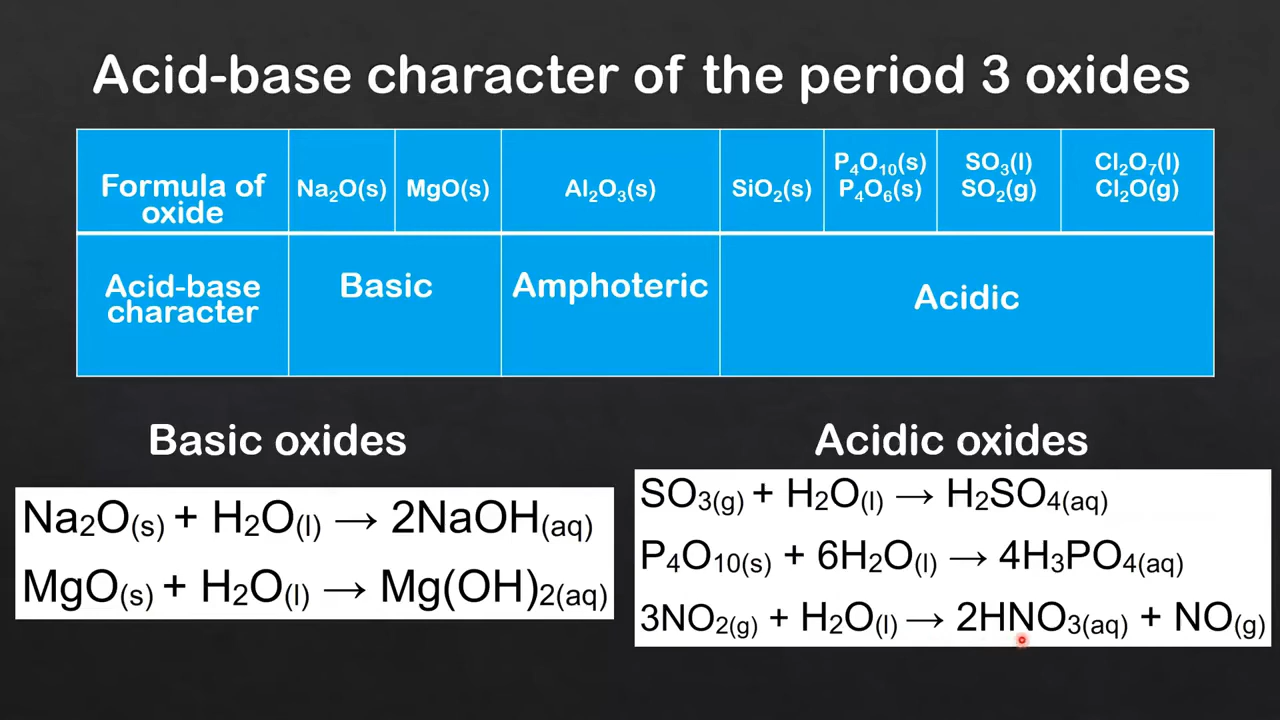 Acid-base character of the period 3 oxides
Formula of oxide Na₂O(s) MgO(s) Al₂O₃(s) SiO₂(s) P₄O₁₀(s) P₄O₆(s) SO₃(l) SO₂(g) Cl₂O₇(l) Cl₂O(g)
Acid-base character Basic Amphoteric Acidic
Basic oxides
Na₂O(s) + H₂O(l) → 2NaOH(aq)
MgO(s) + H₂O(l) → Mg(OH)₂(aq)
Acidic oxides
SO₃(g) + H₂O(l) → H₂SO₄(aq)
P₄O₁₀(s) + 6H₂O(l) → 4H₃PO₄(aq)
3NO₂(g) + H₂O(l) → 2HNO₃(aq) + NO(g)